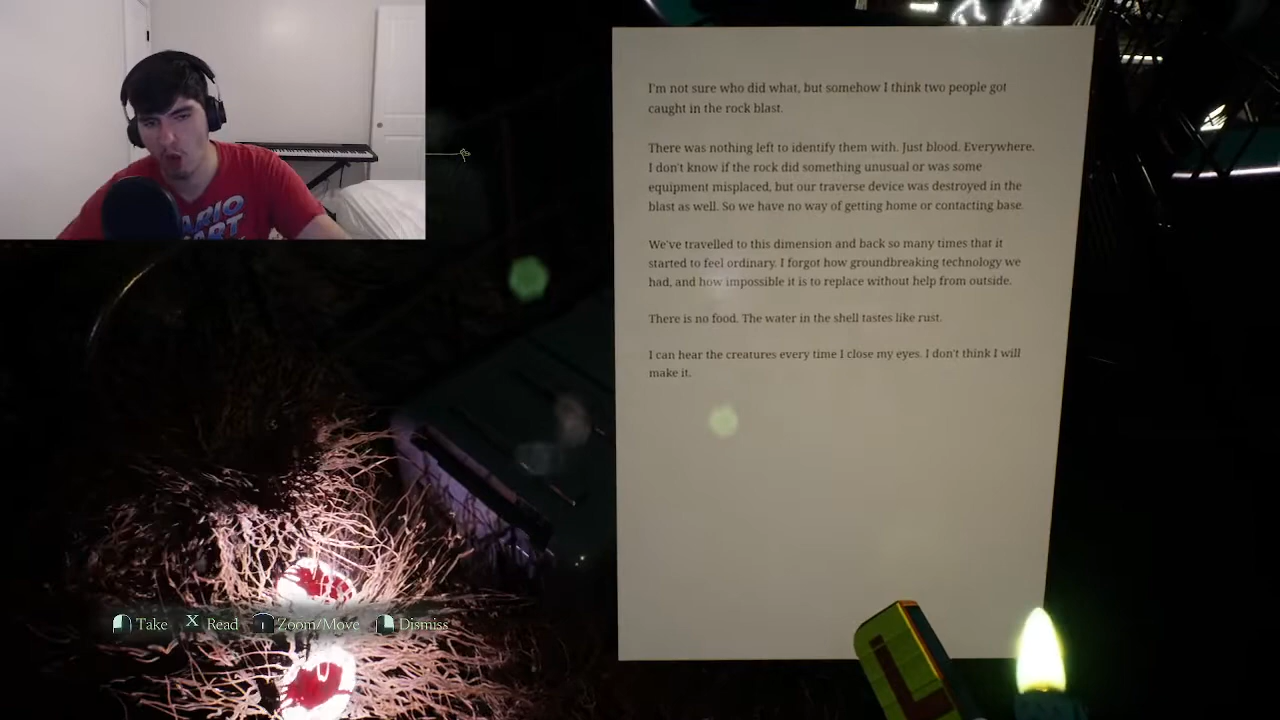 I'm not sure who did what, but somehow I think two people got
caught in the rock blast.
There was nothing left to identify them with. Just blood. Everywhere.
I don't know if the rock did something unusual or was some
equipment misplaced, but our traverse device was destroyed in the
blast as well. So we have no way of getting home or contacting base.
We've travelled to this dimension and back so many times that it
started to feel ordinary. I forgot how groundbreaking technology we
had, and how impossible it is to replace without help from outside.
There is no food. The water in the shell tastes like rust.
I can hear the creatures every time I close my eyes. I don't think I will
make it.
ARIO
ART
Take X Read Zoom/Move Dismiss